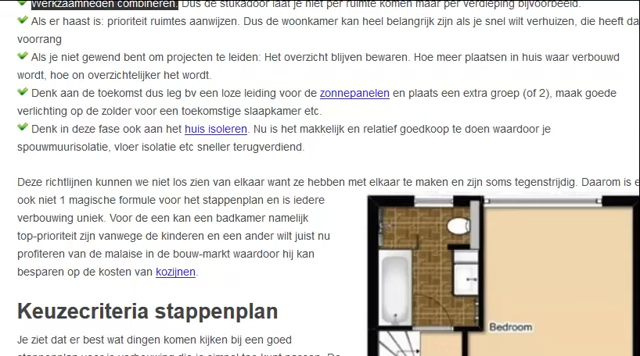 Werkzaamheden combineren. Dus de stukadoor laat je niet per ruimte komen maar per verdieping bijvoorbeeld.
Als er haast is: prioriteit ruimtes aanwijzen. Dus de woonkamer kan heel belangrijk zijn als je snel wilt verhuizen, die heeft da
voorrang
Als je niet gewend bent om projecten te leiden: Het overzicht blijven bewaren. Hoe meer plaatsen in huis waar verbouwd
wordt, hoe on overzichtelijker het wordt.
Denk aan de toekomst dus leg bv een loze leiding voor de zonnepanelen en plaats een extra groep (of 2), maak goede
verlichting op de zolder voor een toekomstige slaapkamer etc.
Denk in deze fase ook aan het huis isoleren. Nu is het makkelijk en relatief goedkoop te doen waardoor je
spouwmuurisolatie, vloer isolatie etc sneller terugverdiend.
Deze richtlijnen kunnen we niet los zien van elkaar want ze hebben met elkaar te maken en zijn soms tegenstrijdig. Daarom is e
ook niet 1 magische formule voor het stappenplan en is iedere
verbouwing uniek. Voor de een kan een badkamer namelijk
top-prioriteit zijn vanwege de kinderen en een ander wilt juist nu
profiteren van de malaise in de bouw-markt waardoor hij kan
besparen op de kosten van kozijnen.
Bedroom
Keuzecriteria stappenplan
Je ziet dat er best wat dingen komen kijken bij een goed